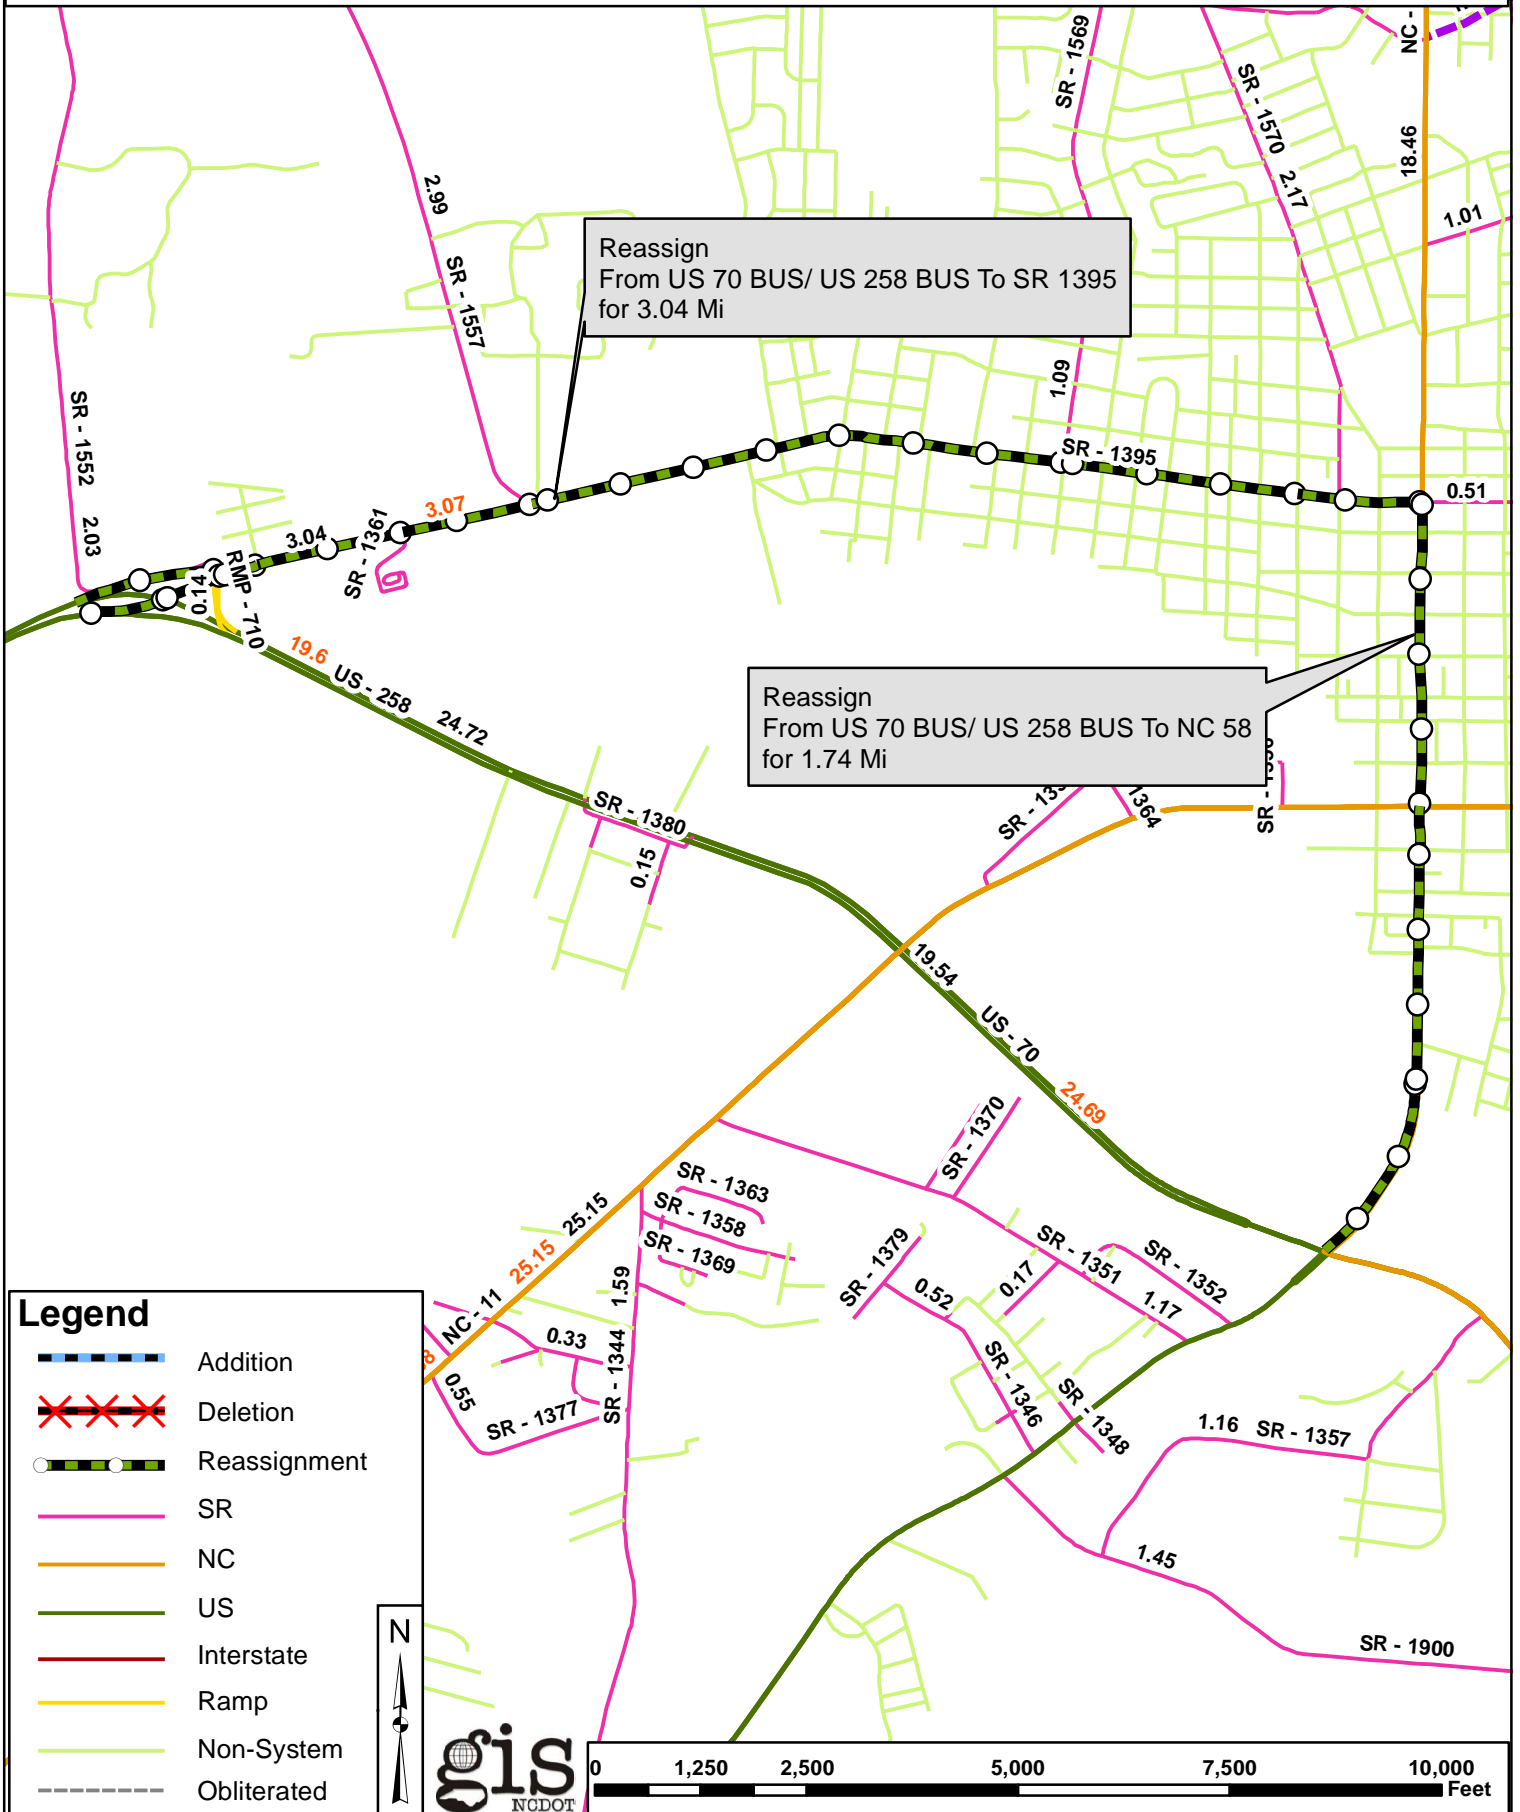 NC -
SR - 1569
SR - 1570
2.17
18.46
1.01
2.99
SR - 1557
Reassign
From US 70 BUS/ US 258 BUS To SR 1395
for 3.04 Mi
1.09
SR - 1552
2.03
SR - 1395
0.51
3.07
3.04
SR - 1361
0.14
RMP - 710
19.6
US - 258
24.72
Reassign
From US 70 BUS/ US 258 BUS To NC 58
for 1.74 Mi
SR - 1380
0.15
SR - 
1364
SR - 
19.54
US - 70
24.69
SR - 1370
SR - 1363
SR - 1358
SR - 1369
25.15
25.15
1.59
SR - 1379
0.52
0.17
SR - 1351
SR - 1352
1.17
NC - 11
0.33
SR - 1344
0.55
SR - 1377
SR - 1346
SR - 1348
1.16
SR - 1357
1.45
SR - 1900
Legend
Addition
Deletion
Reassignment
SR
NC
US
Interstate
Ramp
Non-System
Obliterated
N
gis
NCDOT
0 1,250 2,500 5,000 7,500 10,000
Feet